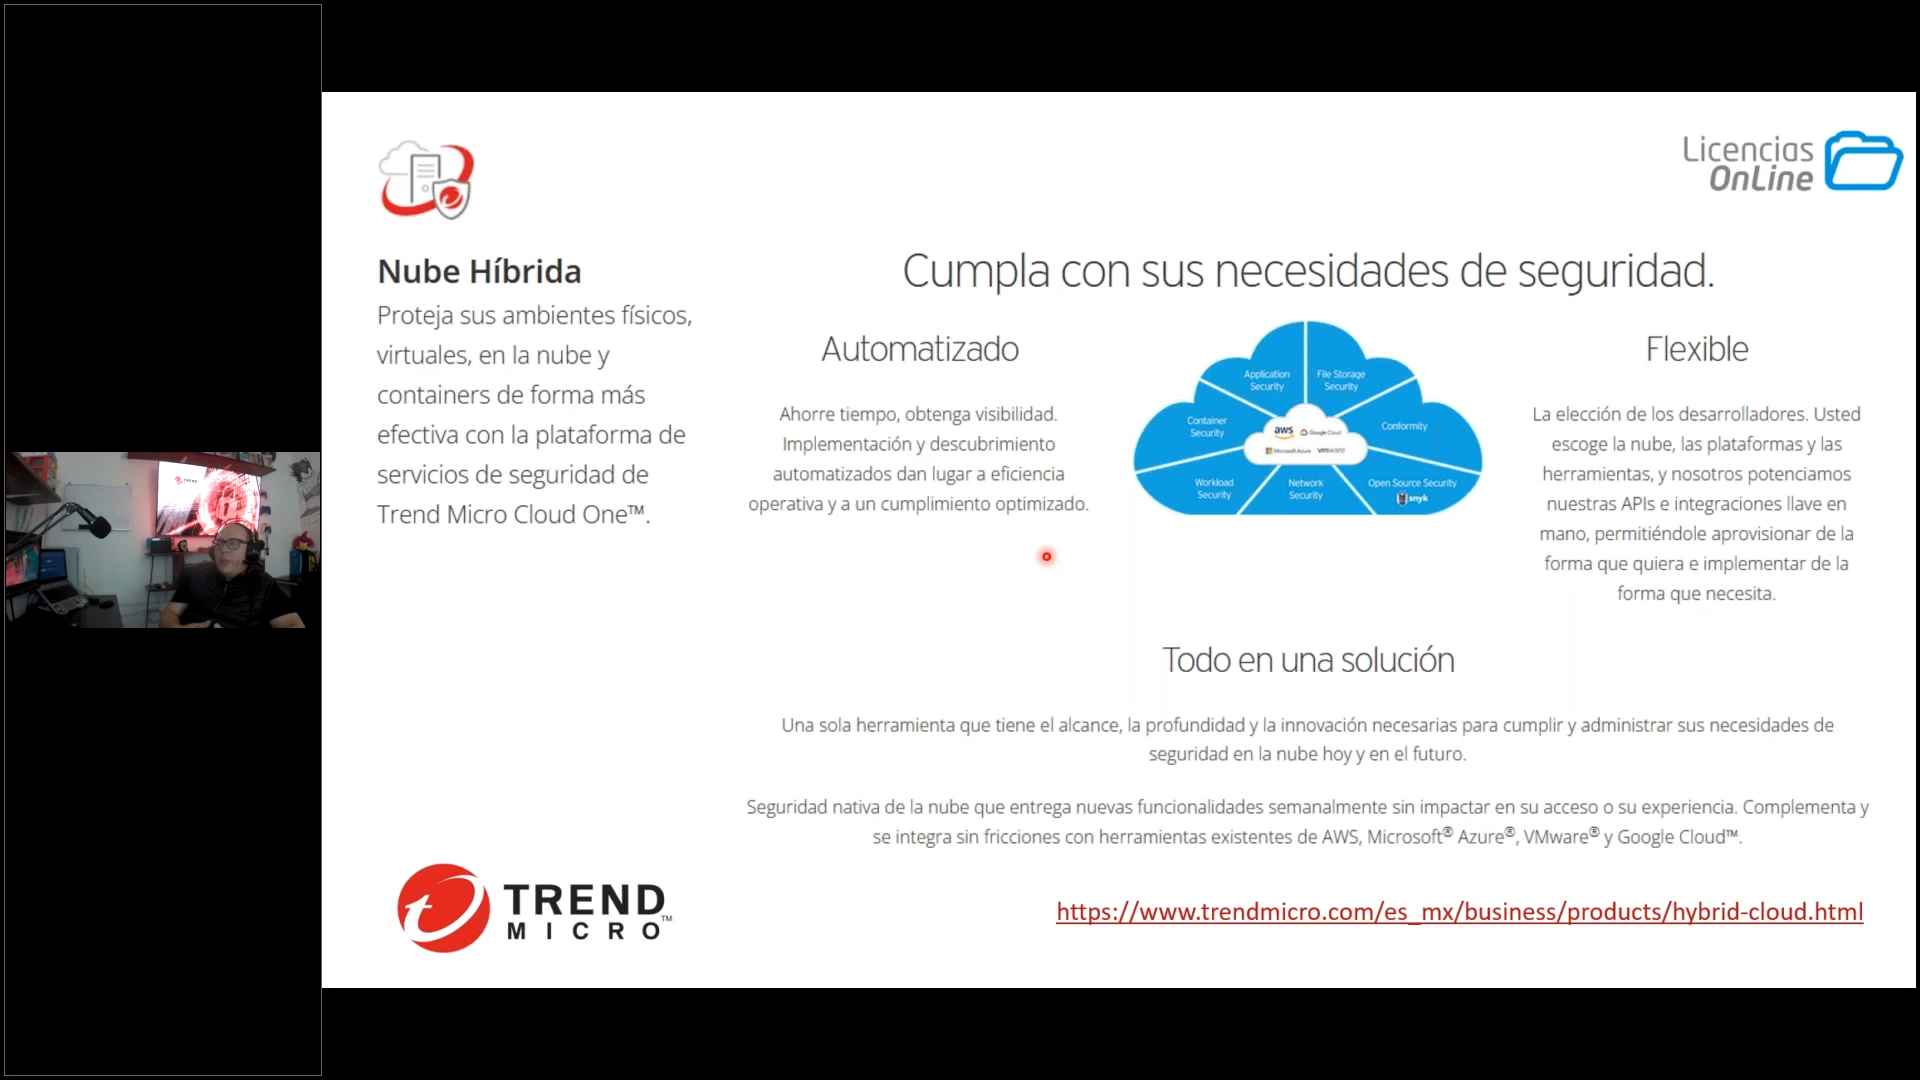 Licencias
OnLine
Nube Híbrida
Proteja sus ambientes físicos,
virtuales, en la nube y
containers de forma más
efectiva con la plataforma de
servicios de seguridad de
Trend Micro Cloud One™.
Cumpla con sus necesidades de seguridad.
Automatizado
Ahorre tiempo, obtenga visibilidad.
Implementación y descubrimiento
automatizados dan lugar a eficiencia
operativa y a un cumplimiento optimizado.
Application
Security
File Storage
Security
Container
Security
Conformity
aws
Google Cloud
Microsoft Azure
vmware
Workload
Security
Network
Security
Open Source Security
snyk
Flexible
La elección de los desarrolladores. Usted
escoge la nube, las plataformas y las
herramientas, y nosotros potenciamos
nuestras APIs e integraciones llave en
mano, permitiéndole aprovisionar de la
forma que quiera e implementar de la
forma que necesita.
Todo en una solución
Una sola herramienta que tiene el alcance, la profundidad y la innovación necesarias para cumplir y administrar sus necesidades de
seguridad en la nube hoy y en el futuro.
Seguridad nativa de la nube que entrega nuevas funcionalidades semanalmente sin impactar en su acceso o su experiencia. Complementa y
se integra sin fricciones con herramientas existentes de AWS, Microsoft® Azure®, VMware® y Google Cloud™.
TREND
MICRO™
https://www.trendmicro.com/es_mx/business/products/hybrid-cloud.html